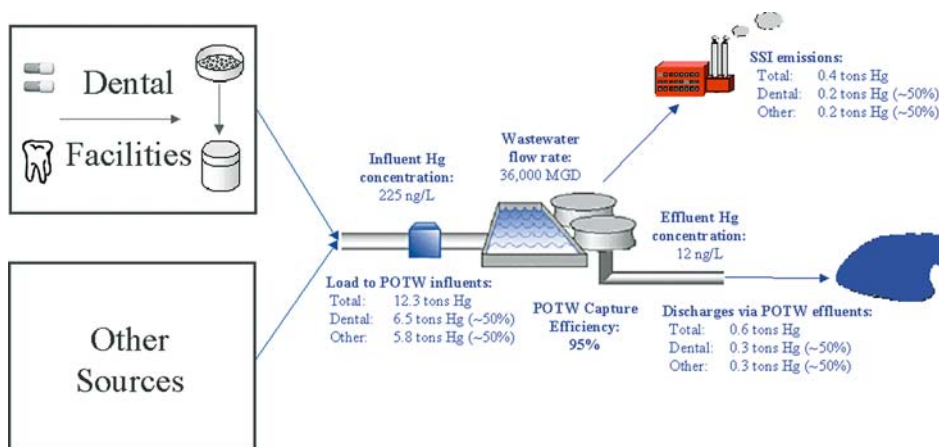 Dental
Facilities
Other
Sources
Influent Hg
concentration:
225 ng/L
Load to POTW influents:
Total: 12.3 tons Hg
Dental: 6.5 tons Hg (~50%)
Other: 5.8 tons Hg (~50%)
Wastewater
flow rate:
36,000 MGD
POTW Capture
Efficiency:
95%
SSI emissions:
Total: 0.4 tons Hg
Dental: 0.2 tons Hg (~50%)
Other: 0.2 tons Hg (~50%)
Effluent Hg
concentration:
12 ng/L
Discharges via POTW effluents:
Total: 0.6 tons Hg
Dental: 0.3 tons Hg (~50%)
Other: 0.3 tons Hg (~50%)